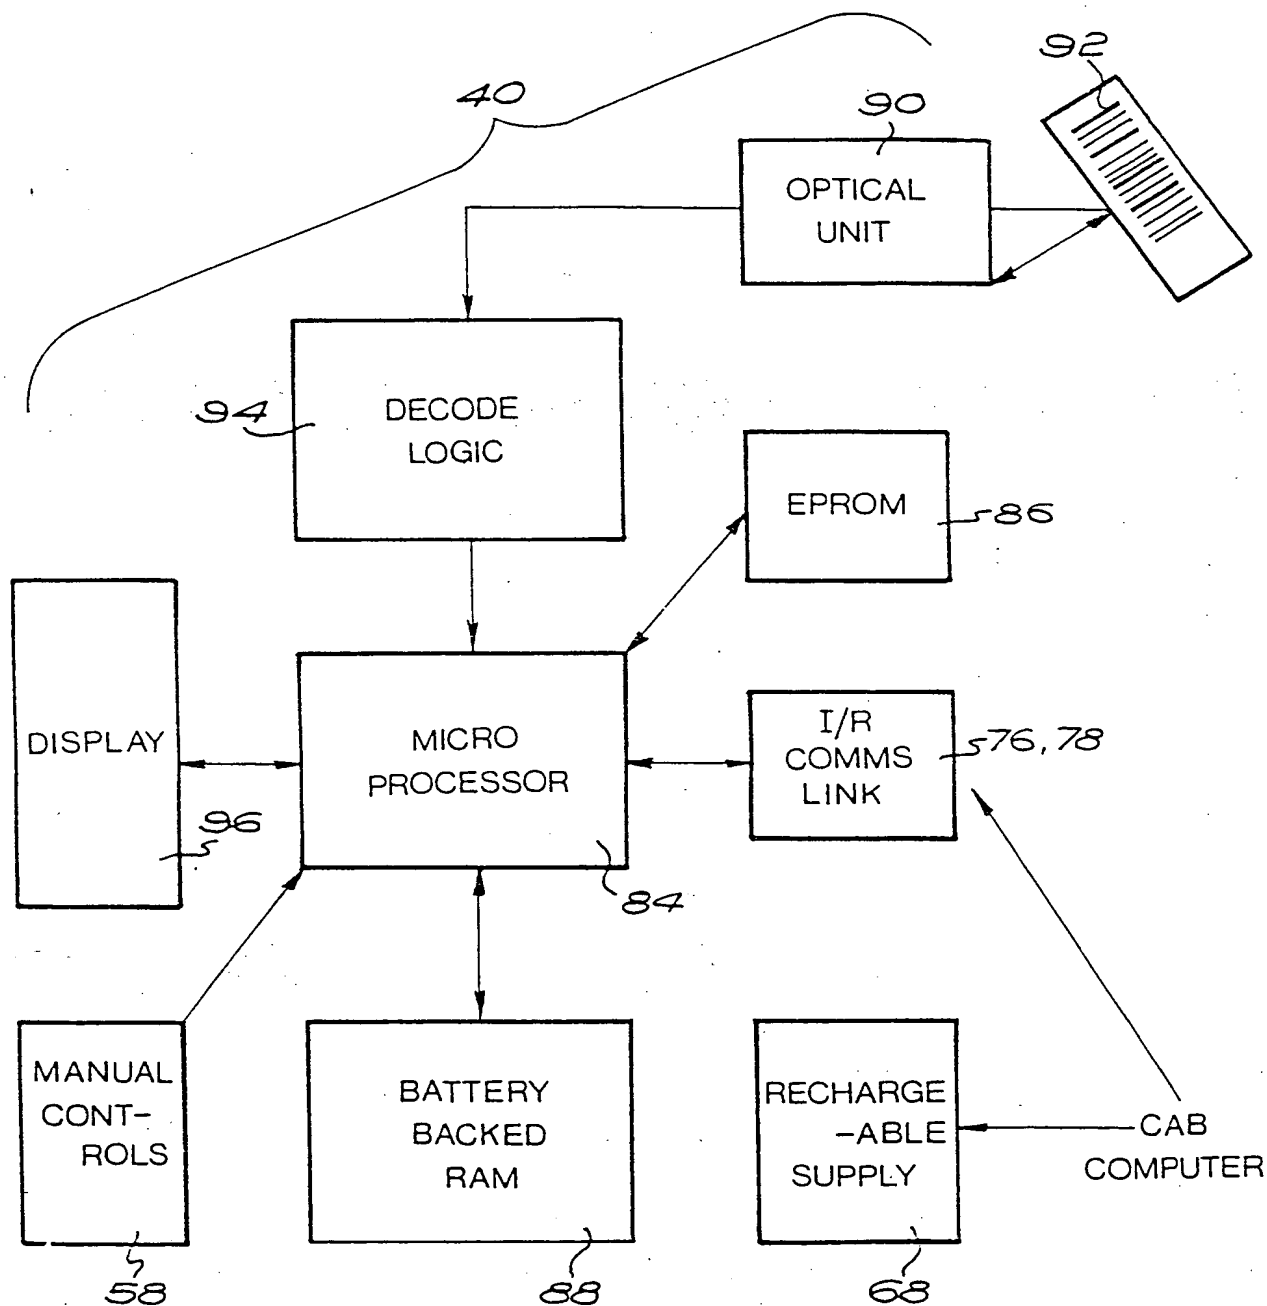 40
92
90
OPTICAL
UNIT
94
DECODE
LOGIC
EPROM
86
DISPLAY
96
MICRO
PROCESSOR
84
I/R
COMMS
LINK
76, 78
MANUAL
CONT-
ROLS
58
BATTERY
BACKED
RAM
88
RECHARGE
-ABLE
SUPPLY
68
CAB
COMPUTER